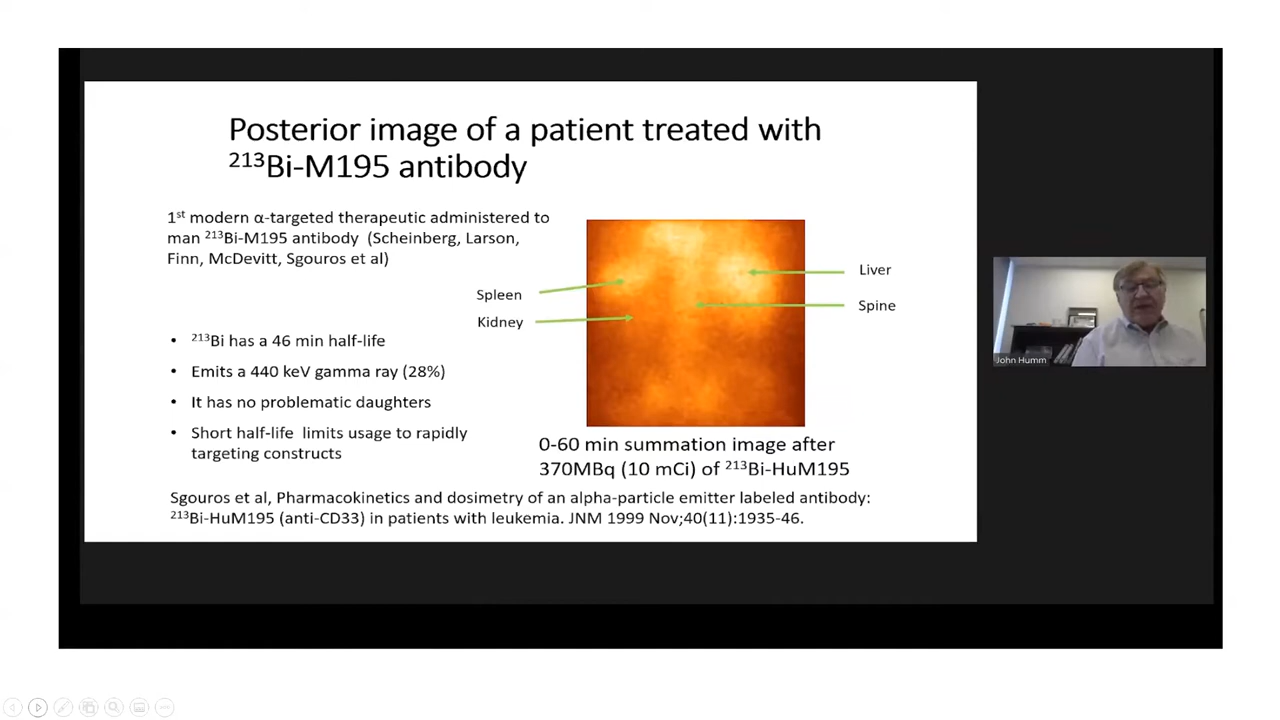 Posterior image of a patient treated with
²¹³Bi-M195 antibody
1ˢᵗ modern α-targeted therapeutic administered to
man ²¹³Bi-M195 antibody (Scheinberg, Larson,
Finn, McDevitt, Sgouros et al)
Spleen
Kidney
Liver
Spine
• ²¹³Bi has a 46 min half-life
• Emits a 440 keV gamma ray (28%)
• It has no problematic daughters
• Short half-life limits usage to rapidly
targeting constructs
0-60 min summation image after
370MBq (10 mCi) of ²¹³Bi-HuM195
Sgouros et al, Pharmacokinetics and dosimetry of an alpha-particle emitter labeled antibody:
²¹³Bi-HuM195 (anti-CD33) in patients with leukemia. JNM 1999 Nov;40(11):1935-46.
John Humm